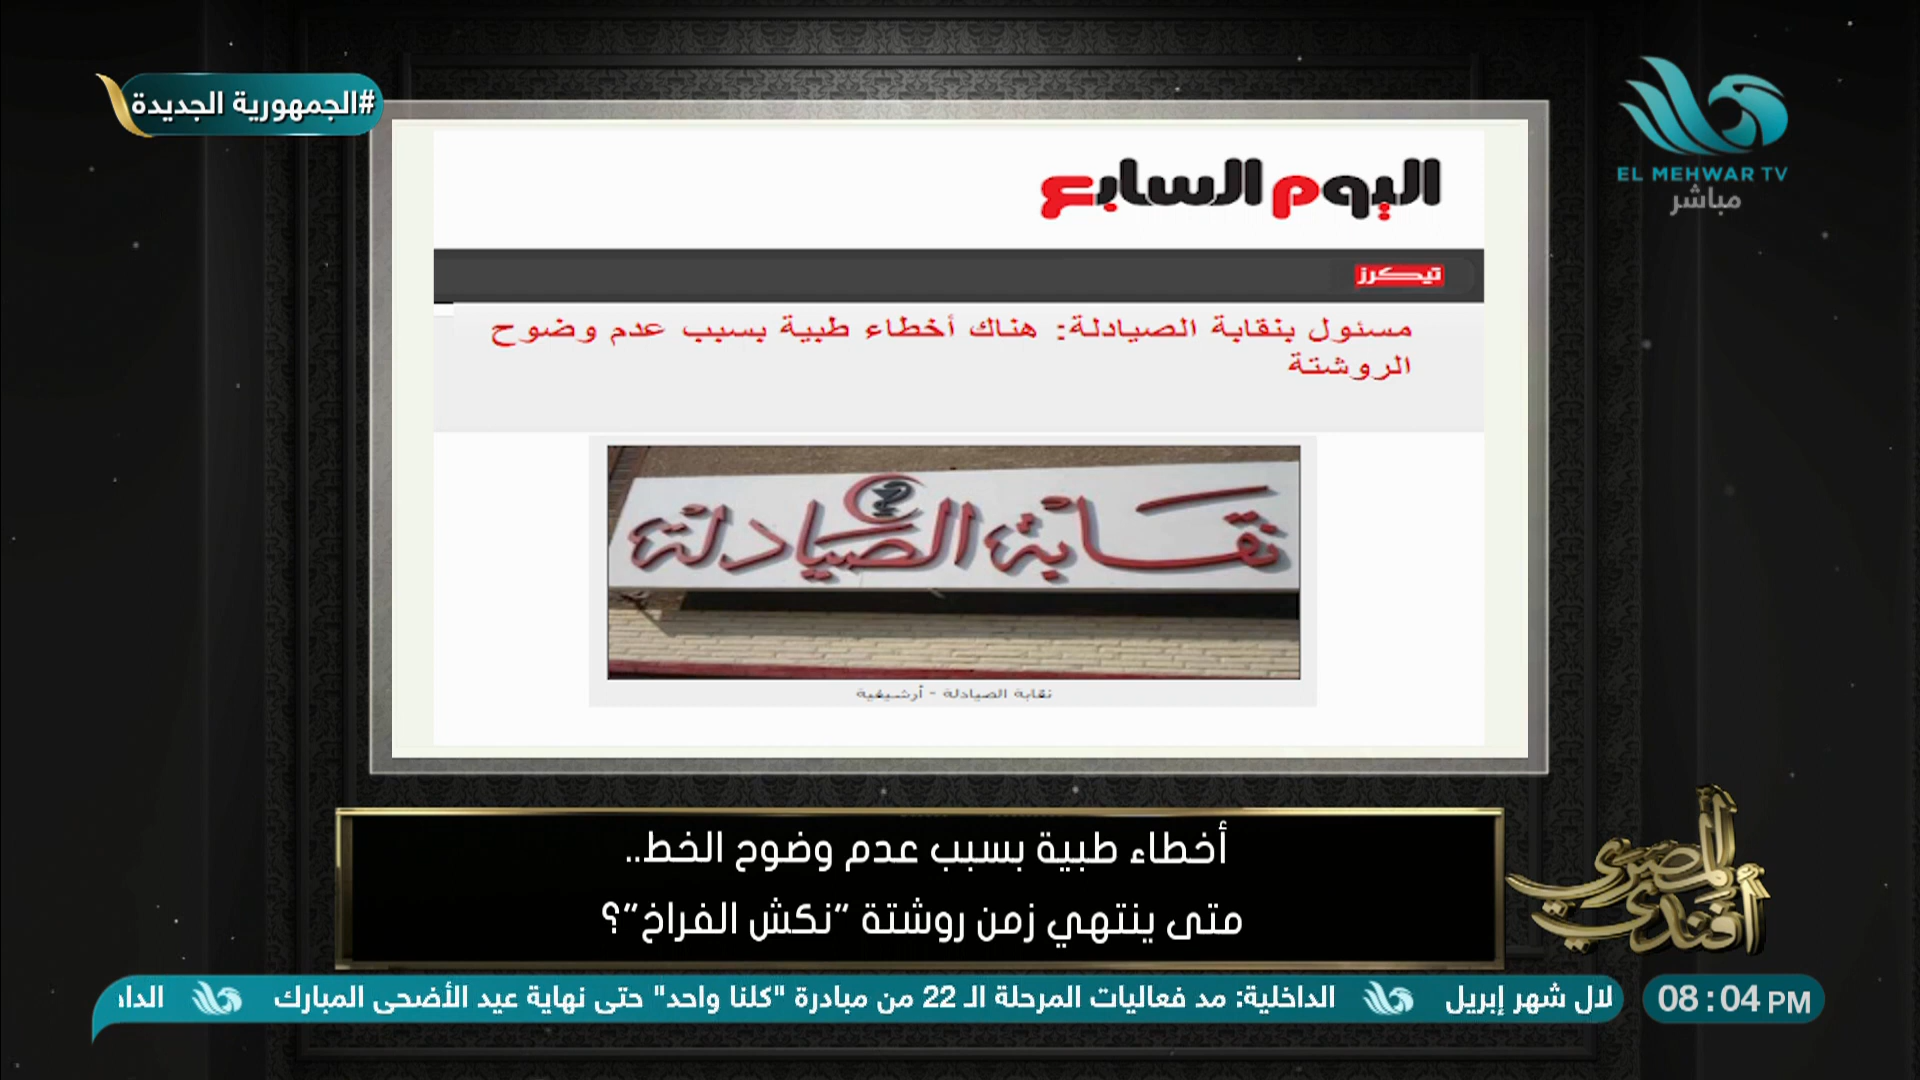 #الجمهورية الجديدة
EL MEHWAR TV
مباشر
اليوم السابع
تيكرز
مسئول بنقابة الصيادلة: هناك أخطاء طبية بسبب عدم وضوح
الروشتة
نقابة الصيادلة
نقابة الصيادلة - أرشيفية
أخطاء طبية بسبب عدم وضوح الخط..
متى ينتهي زمن روشتة "نكش الفراخ"؟
المصري أفندي
لال شهر إبريل
الداخلية: مد فعاليات المرحلة الـ 22 من مبادرة "كلنا واحد" حتى نهاية عيد الأضحى المبارك
الدا
08:04 PM